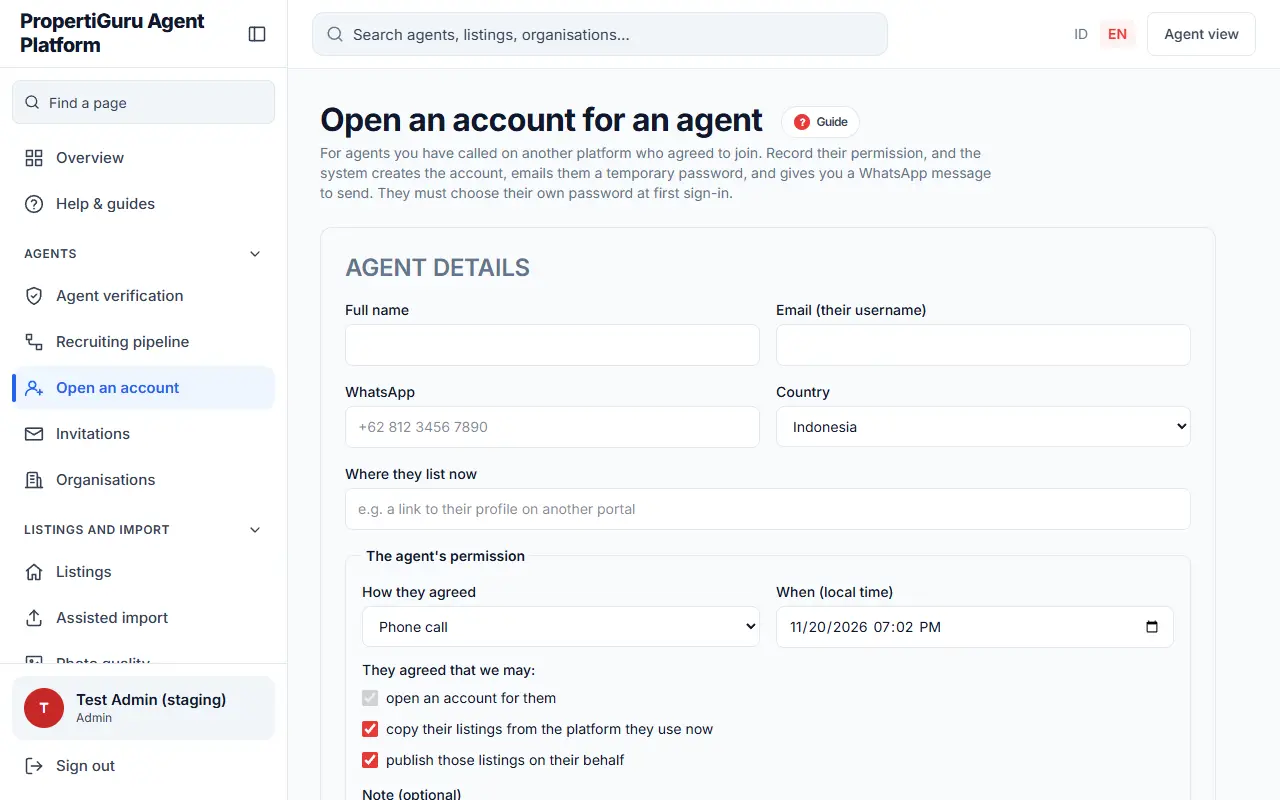 PropertiGuru Agent
Platform
Find a page
Overview
Help & guides
AGENTS
Agent verification
Recruiting pipeline
Open an account
Invitations
Organisations
LISTINGS AND IMPORT
Listings
Assisted import
Photo quality
T
Test Admin (staging)
Admin
Sign out
Search agents, listings, organisations...
ID
EN
Agent view
Open an account for an agent
? Guide
For agents you have called on another platform who agreed to join. Record their permission, and the
system creates the account, emails them a temporary password, and gives you a WhatsApp message
to send. They must choose their own password at first sign-in.
AGENT DETAILS
Full name
Email (their username)
WhatsApp
+62 812 3456 7890
Country
Indonesia
Where they list now
e.g. a link to their profile on another portal
The agent's permission
How they agreed
Phone call
When (local time)
11/20/2026 07:02 PM
They agreed that we may:
open an account for them
copy their listings from the platform they use now
publish those listings on their behalf
Note (optional)